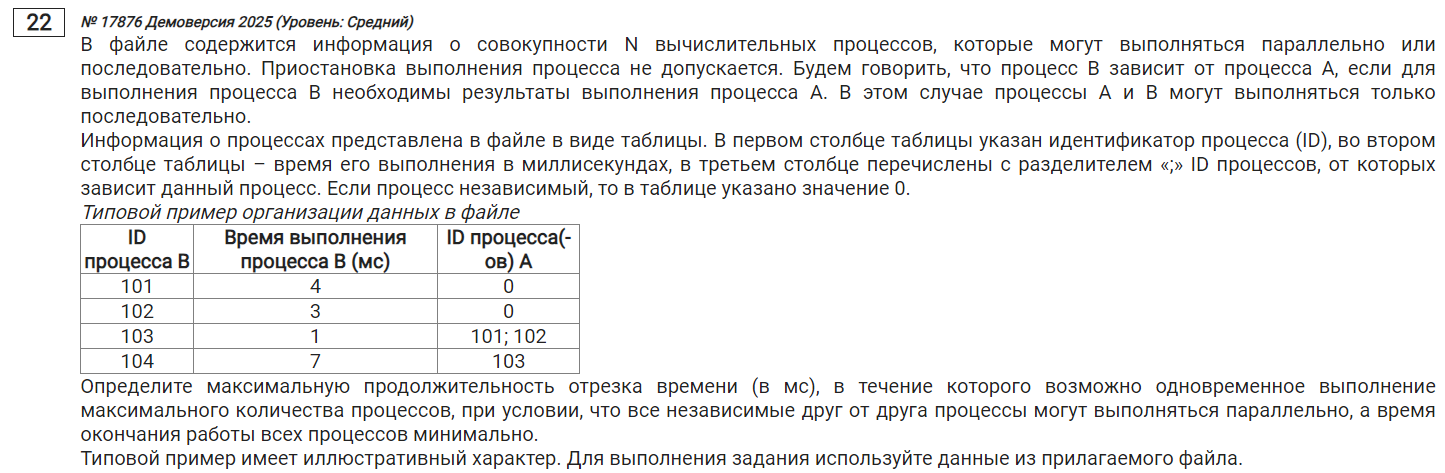 22
№ 17876 Демоверсия 2025 (Уровень: Средний)
В файле содержится информация о совокупности N вычислительных процессов, которые могут выполняться параллельно или
последовательно. Приостановка выполнения процесса не допускается. Будем говорить, что процесс B зависит от процесса A, если для
выполнения процесса B необходимы результаты выполнения процесса A. В этом случае процессы A и B могут выполняться только
последовательно.
Информация о процессах представлена в файле в виде таблицы. В первом столбце таблицы указан идентификатор процесса (ID), во втором
столбце таблицы – время его выполнения в миллисекундах, в третьем столбце перечислены с разделителем «;» ID процессов, от которых
зависит данный процесс. Если процесс независимый, то в таблице указано значение 0.
Типовой пример организации данных в файле
ID Время выполнения ID процесса(-
процесса B процесса B (мс) ов) A
101 4 0
102 3 0
103 1 101; 102
104 7 103
Определите максимальную продолжительность отрезка времени (в мс), в течение которого возможно одновременное выполнение
максимального количества процессов, при условии, что все независимые друг от друга процессы могут выполняться параллельно, а время
окончания работы всех процессов минимально.
Типовой пример имеет иллюстративный характер. Для выполнения задания используйте данные из прилагаемого файла.